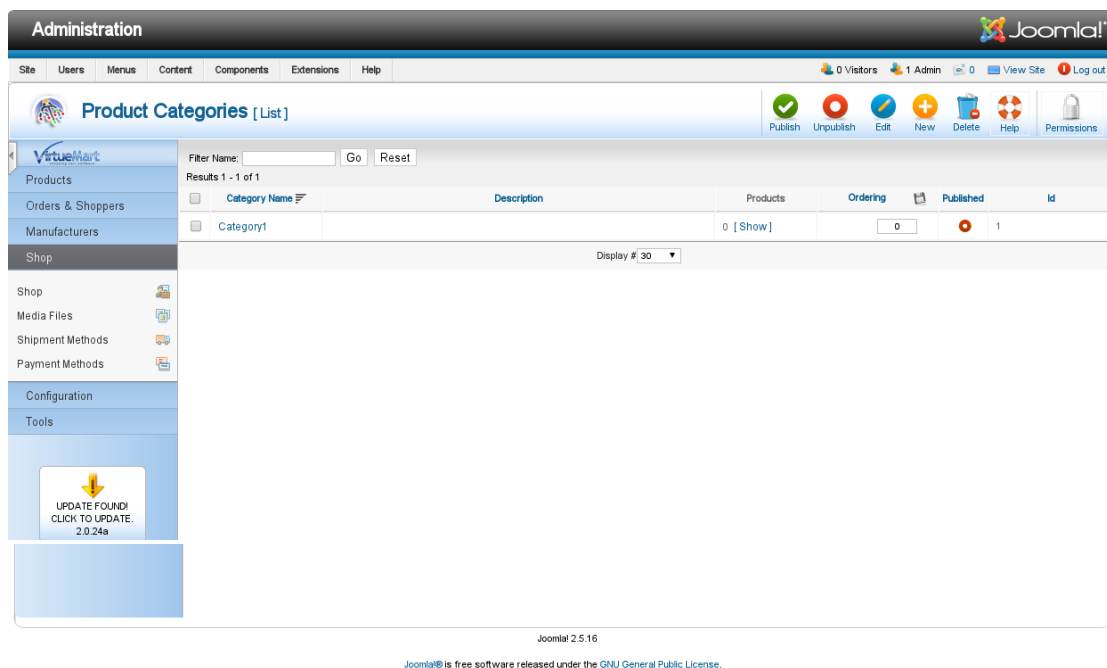 Administration
Joomla!
Site Users Menus Content Components Extensions Help
0 Visitors 1 Admin 0 View Site Log out
Product Categories [ List ]
Publish Unpublish Edit New Delete Help Permissions
VirtueMart
Filter Name: Go Reset
Results 1 - 1 of 1
Products
Orders & Shoppers
Manufacturers
Shop
Category Name Description Products Ordering Published Id
Category1 0 [ Show ] 0 1
Display # 30
Shop
Media Files
Shipment Methods
Payment Methods
Configuration
Tools
UPDATE FOUND!
CLICK TO UPDATE.
2.0.24a
Joomla! 2.5.16
Joomla!® is free software released under the GNU General Public License.